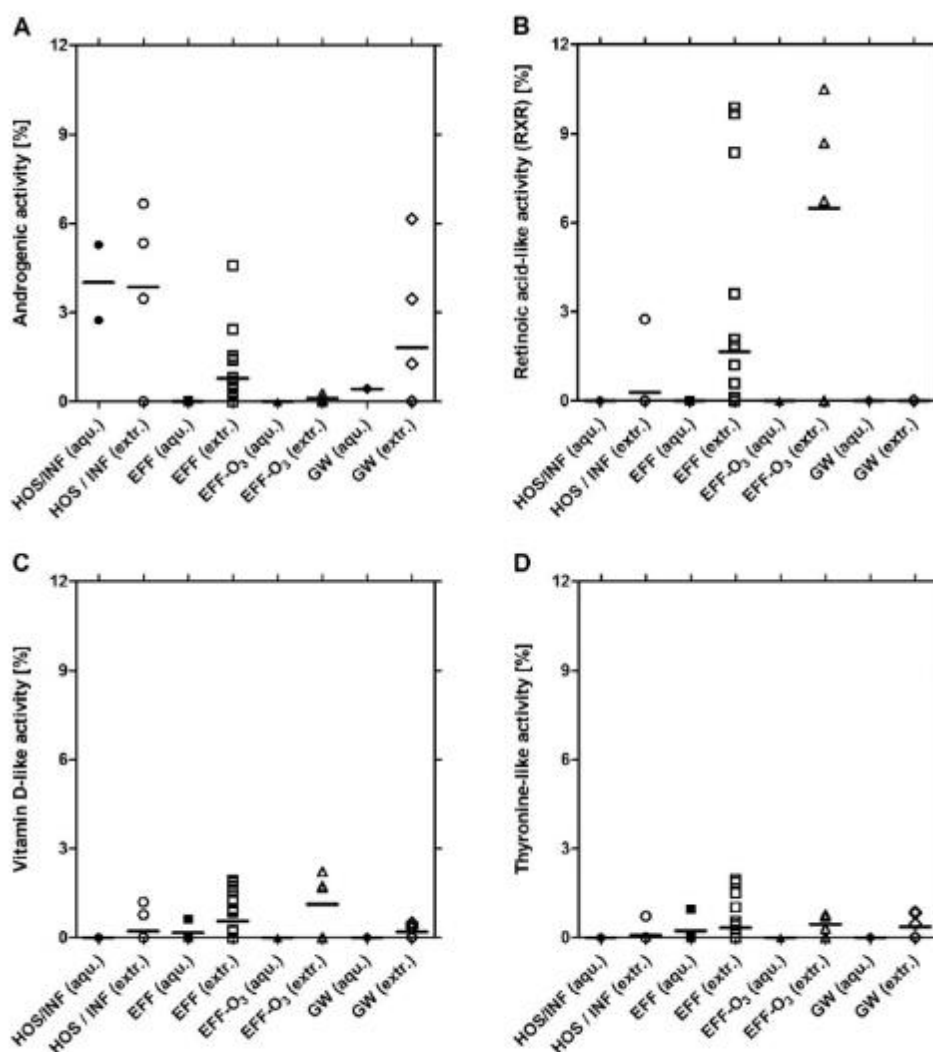 A
Androgenic activity [%]
12
9
6
3
0
HOS/INF (aqu.)
HOS / INF (extr.)
EFF (aqu.)
EFF (extr.)
EFF-O₃ (aqu.)
EFF-O₃ (extr.)
GW (aqu.)
GW (extr.)
B
Retinoic acid-like activity (RXR) [%]
12
9
6
3
0
HOS/INF (aqu.)
HOS / INF (extr.)
EFF (aqu.)
EFF (extr.)
EFF-O₃ (aqu.)
EFF-O₃ (extr.)
GW (aqu.)
GW (extr.)
C
Vitamin D-like activity [%]
12
9
6
3
0
HOS/INF (aqu.)
HOS / INF (extr.)
EFF (aqu.)
EFF (extr.)
EFF-O₃ (aqu.)
EFF-O₃ (extr.)
GW (aqu.)
GW (extr.)
D
Thyronine-like activity [%]
12
9
6
3
0
HOS/INF (aqu.)
HOS / INF (extr.)
EFF (aqu.)
EFF (extr.)
EFF-O₃ (aqu.)
EFF-O₃ (extr.)
GW (aqu.)
GW (extr.)